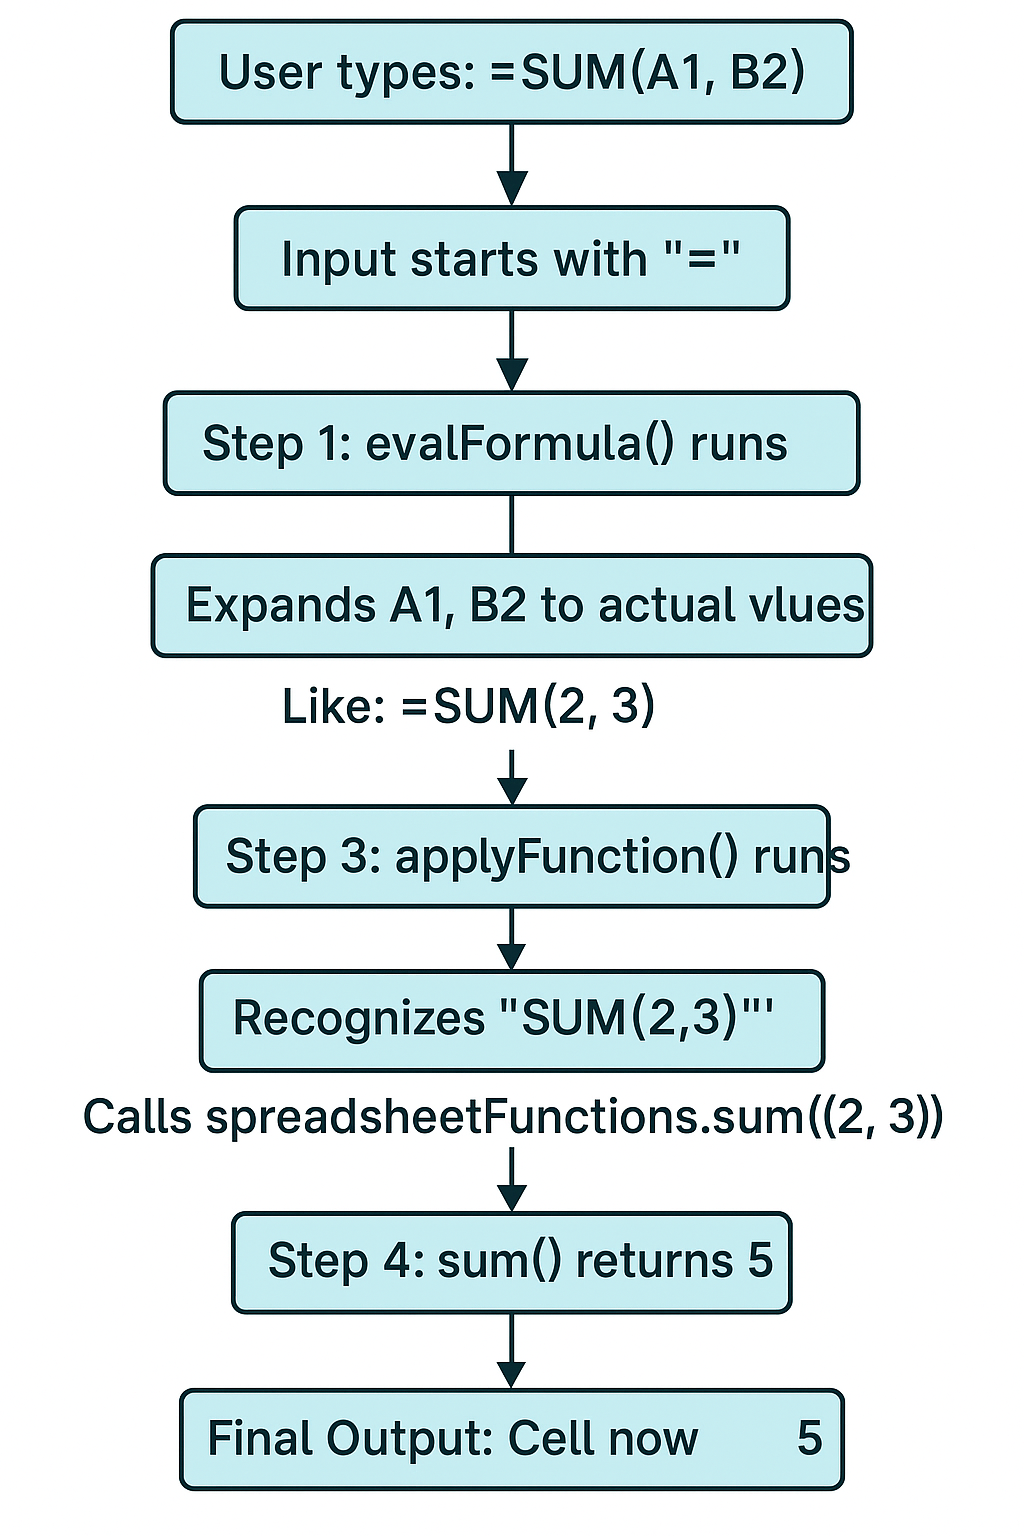 User types: =SUM(A1, B2)
Input starts with "="
Step 1: evalFormula() runs
Expands A1, B2 to actual vlues
Like: =SUM(2, 3)
Step 3: applyFunction() runs
Recognizes "SUM(2,3)"'
Calls spreadsheetFunctions.sum((2, 3))
Step 4: sum() returns 5
Final Output: Cell now 5